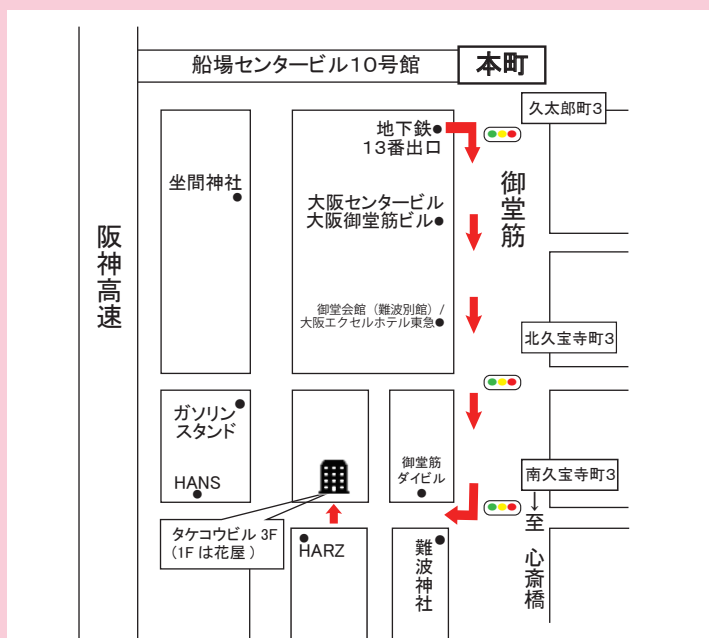 船場センタービル10号館
本町
久太郎町3
地下鉄
13番出口
坐間神社
御堂筋
大阪センタービル
大阪御堂筋ビル
阪神高速
御堂会館（難波別館）/
大阪エクセルホテル東急
北久宝寺町3
ガソリン
スタンド
御堂筋
ダイビル
南久宝寺町3
HANS
タケコウビル 3F
(1F は花屋 )
HARZ
難波神社
↓
至 心斎橋